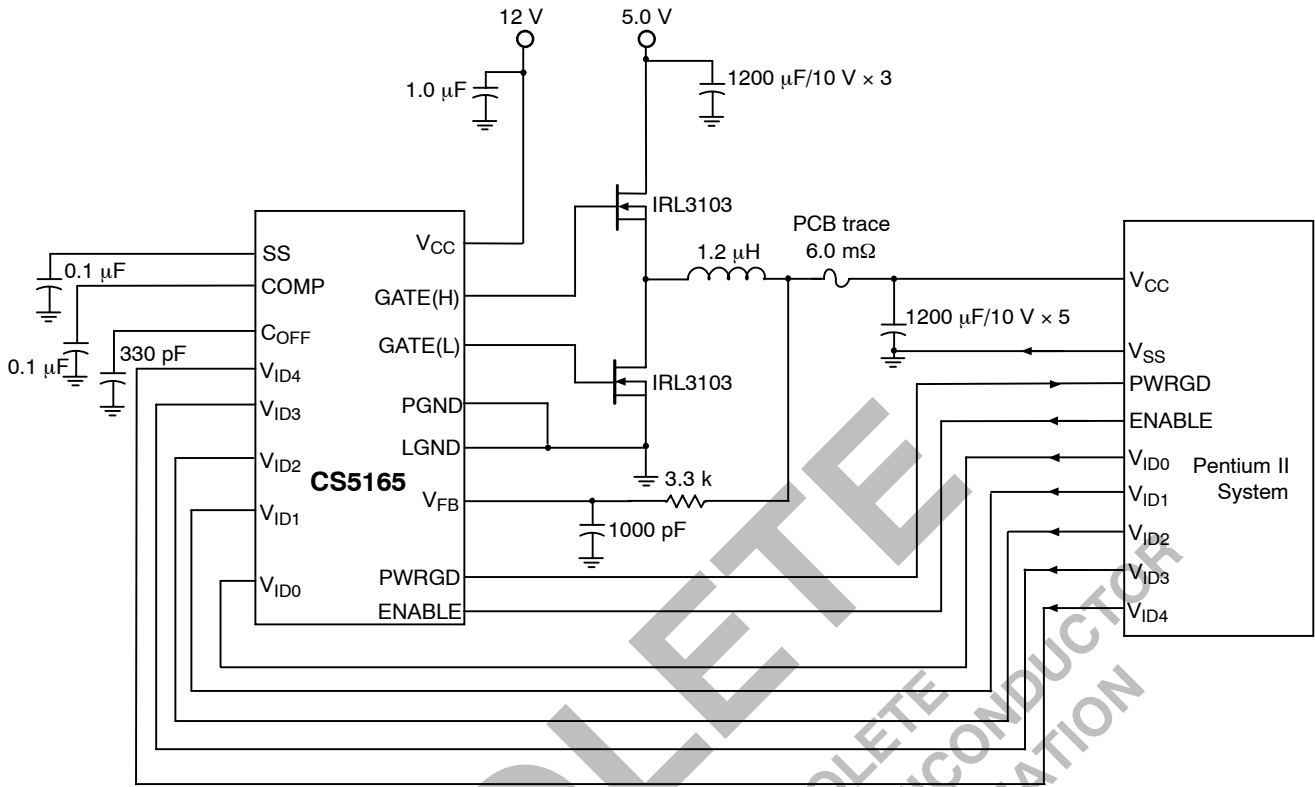 12 V
5.0 V
1.0 μF
1200 μF/10 V × 3
IRL3103
PCB trace
6.0 mΩ
1.2 μH
SS
COMP
COFF
VID4
VID3
VID2
VID1
VID0
VCC
GATE(H)
GATE(L)
PGND
LGND
VFB
PWRGD
ENABLE
CS5165
0.1 μF
0.1 μF
330 pF
IRL3103
3.3 k
1000 pF
1200 μF/10 V × 5
VCC
VSS
PWRGD
ENABLE
VID0
VID1
VID2
VID3
VID4
Pentium II
System